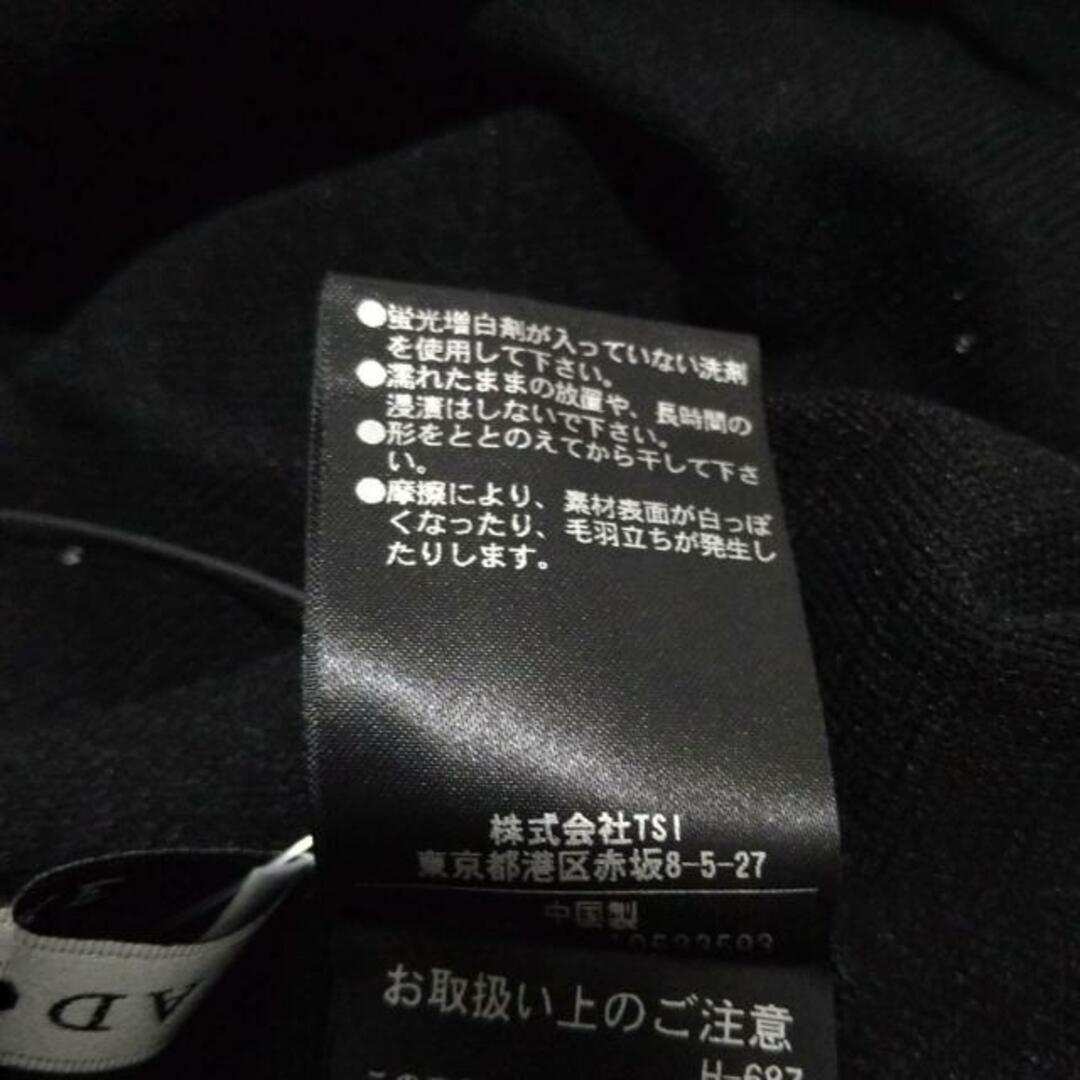 ●蛍光増白剤が入っていない洗剤
を使用して下さい。
●濡れたままの放置や、長時間の
浸漬はしないで下さい。
●形をととのえてから干して下さ
い。
●摩擦により、素材表面が白っぽ
くなったり、毛羽立ちが発生し
たりします。
株式会社TSI
東京都港区赤坂8-5-27
中国製
お取扱い上のご注意
H-687
AD